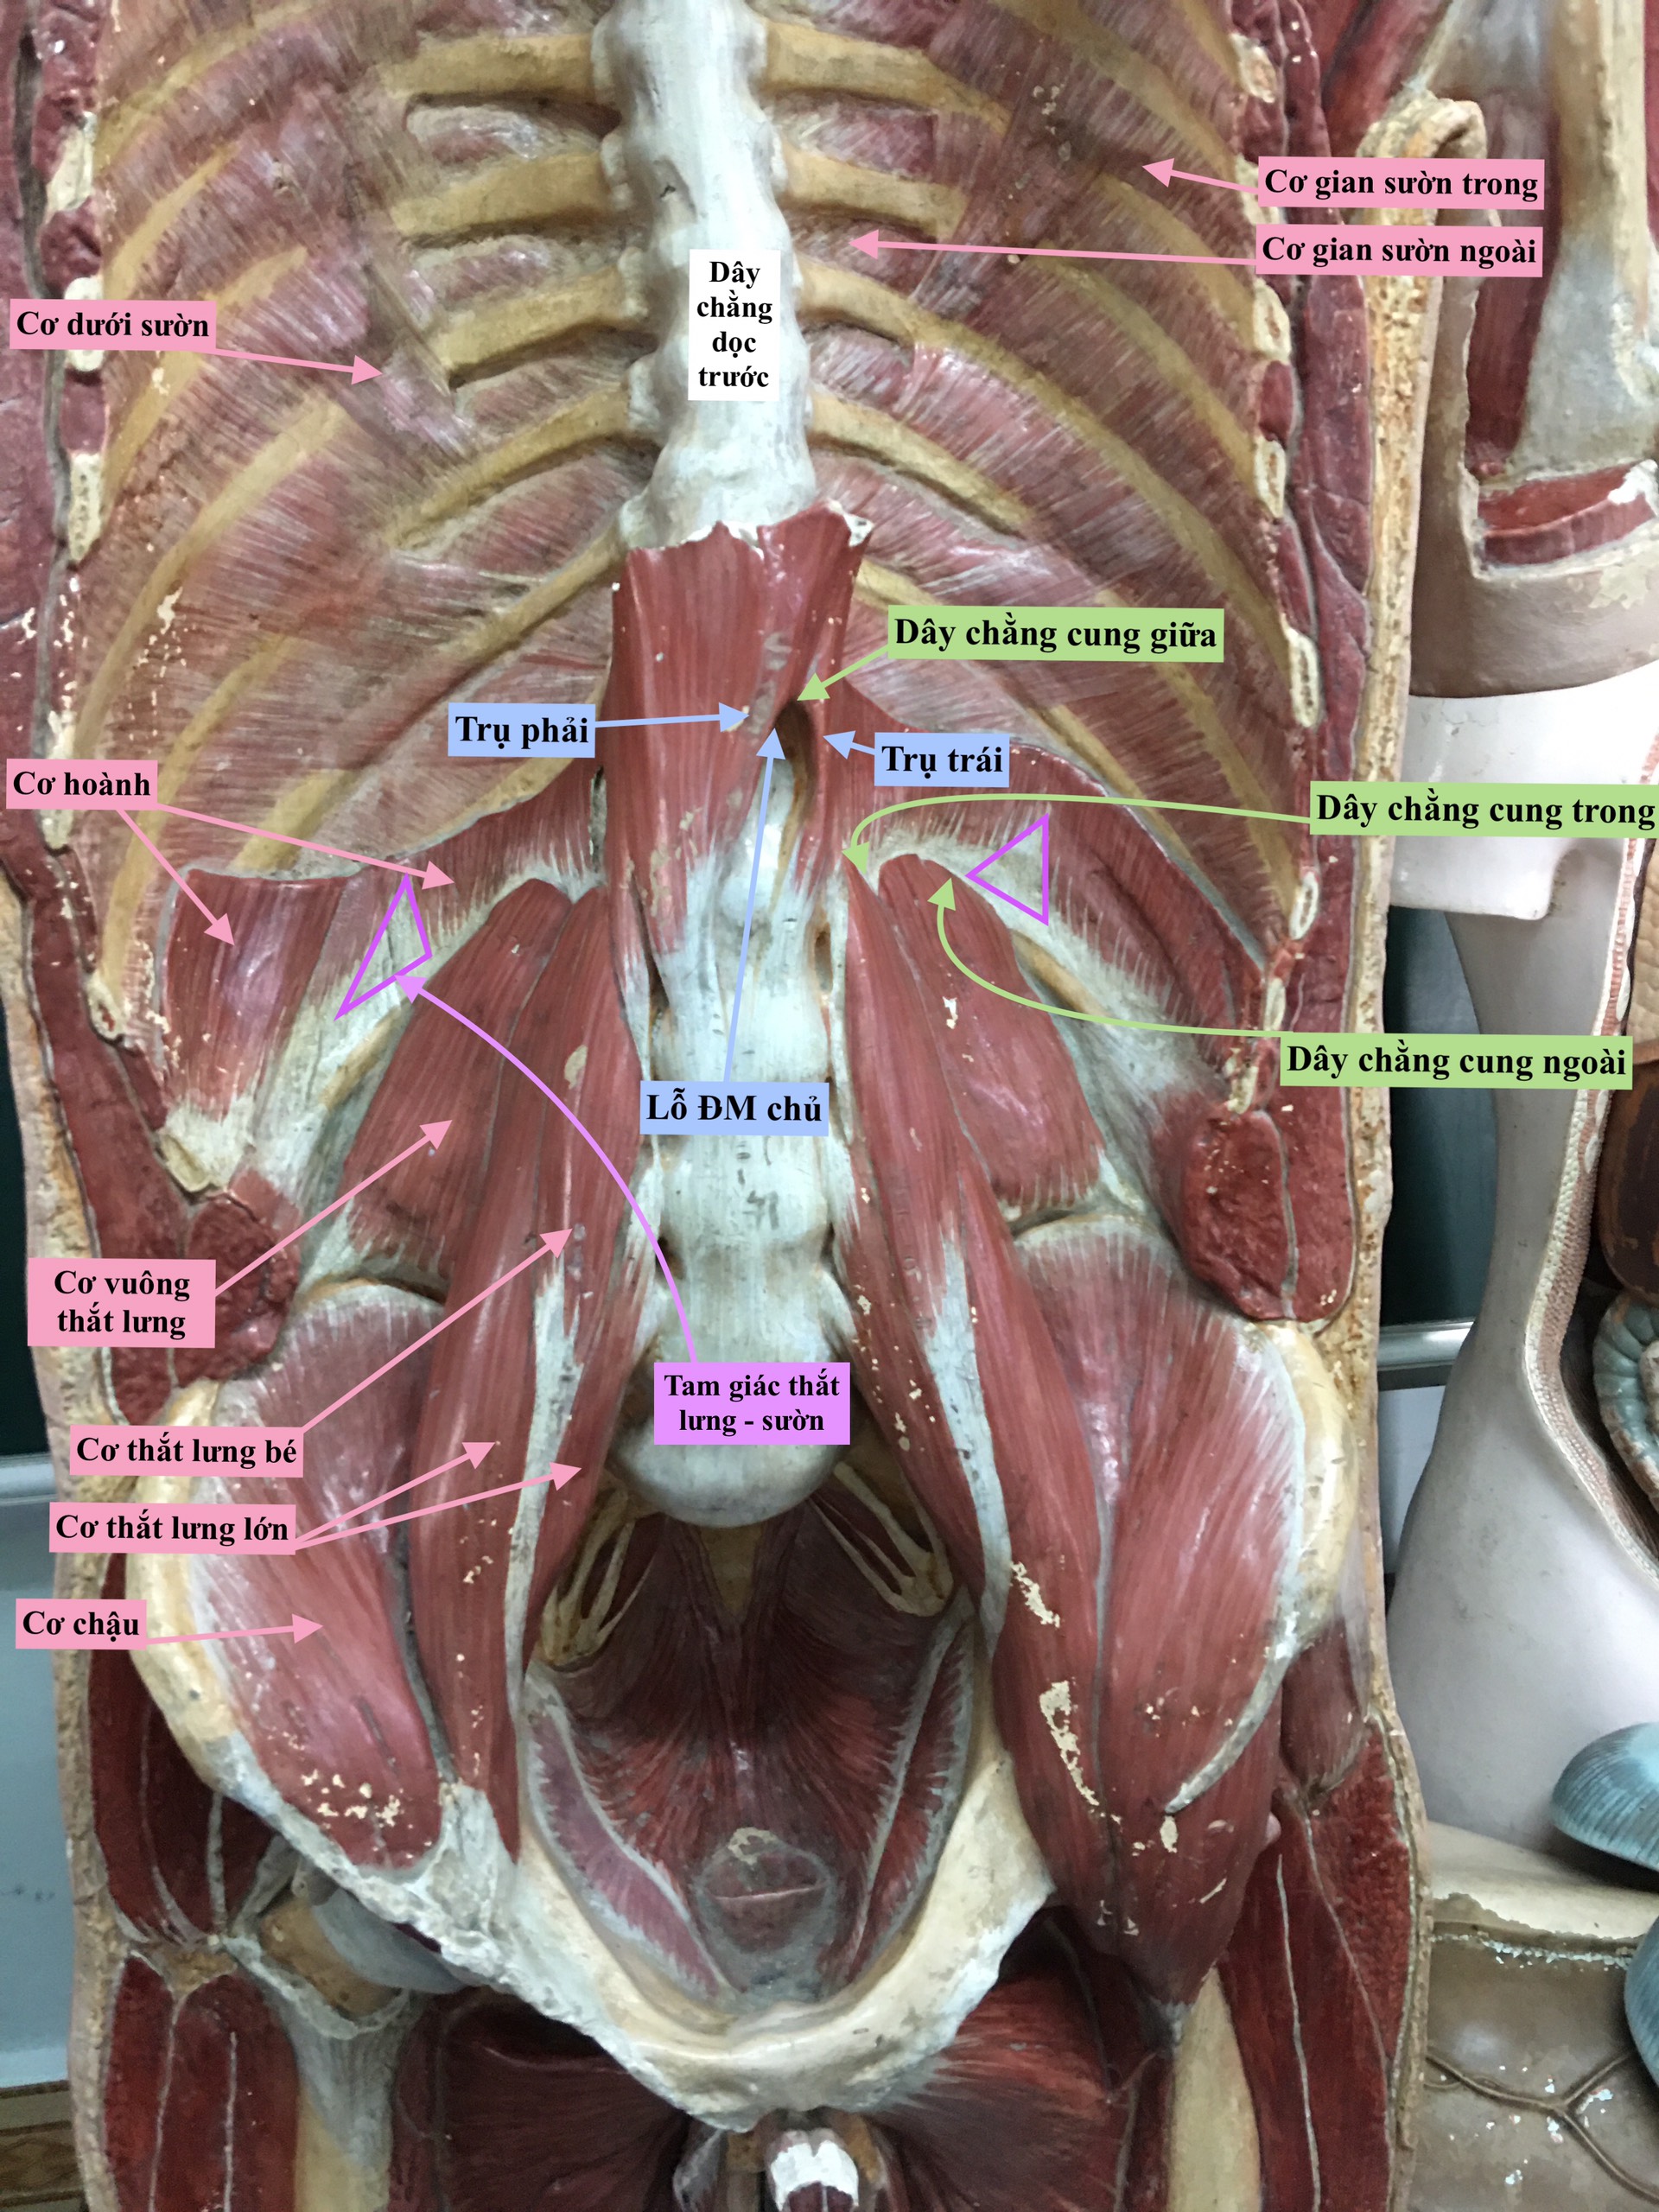 Cơ gian sườn trong
Cơ gian sườn ngoài
Dây
chằng
dọc
trước
Cơ dưới sườn
Dây chằng cung giữa
Trụ phải
Trụ trái
Cơ hoành
Dây chằng cung trong
Dây chằng cung ngoài
Lỗ ĐM chủ
Cơ vuông
thắt lưng
Tam giác thắt
lưng - sườn
Cơ thắt lưng bé
Cơ thắt lưng lớn
Cơ chậu